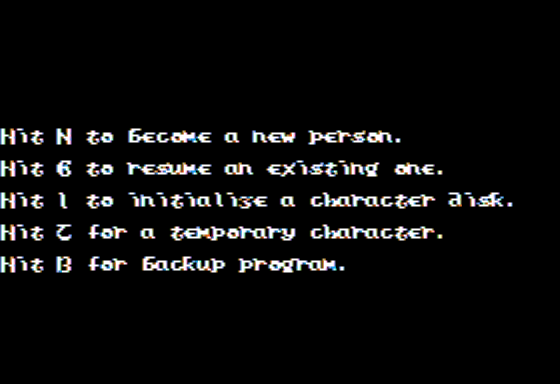 Hit N to become a new person.
Hit E to resume an existing one.
Hit I to initialize a character disk.
Hit T for a temporary character.
Hit B for backup program.